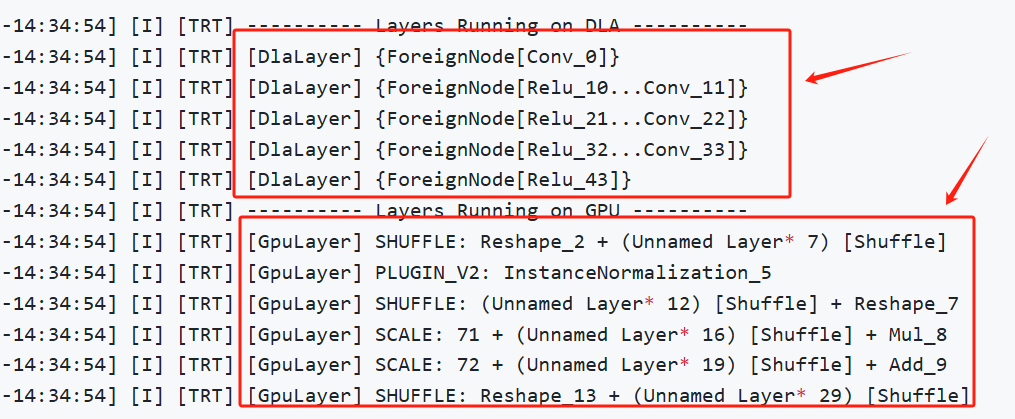 -14:34:54] [I] [TRT] ---------- Layers Running on DLA ----------
-14:34:54] [I] [TRT] [DlaLayer] {ForeignNode[Conv_0]}
-14:34:54] [I] [TRT] [DlaLayer] {ForeignNode[Relu_10...Conv_11]}
-14:34:54] [I] [TRT] [DlaLayer] {ForeignNode[Relu_21...Conv_22]}
-14:34:54] [I] [TRT] [DlaLayer] {ForeignNode[Relu_32...Conv_33]}
-14:34:54] [I] [TRT] [DlaLayer] {ForeignNode[Relu_43]}
-14:34:54] [I] [TRT] ---------- Layers Running on GPU ----------
-14:34:54] [I] [TRT] [GpuLayer] SHUFFLE: Reshape_2 + (Unnamed Layer* 7) [Shuffle]
-14:34:54] [I] [TRT] [GpuLayer] PLUGIN_V2: InstanceNormalization_5
-14:34:54] [I] [TRT] [GpuLayer] SHUFFLE: (Unnamed Layer* 12) [Shuffle] + Reshape_7
-14:34:54] [I] [TRT] [GpuLayer] SCALE: 71 + (Unnamed Layer* 16) [Shuffle] + Mul_8
-14:34:54] [I] [TRT] [GpuLayer] SCALE: 72 + (Unnamed Layer* 19) [Shuffle] + Add_9
-14:34:54] [I] [TRT] [GpuLayer] SHUFFLE: Reshape_13 + (Unnamed Layer* 29) [Shuffle]